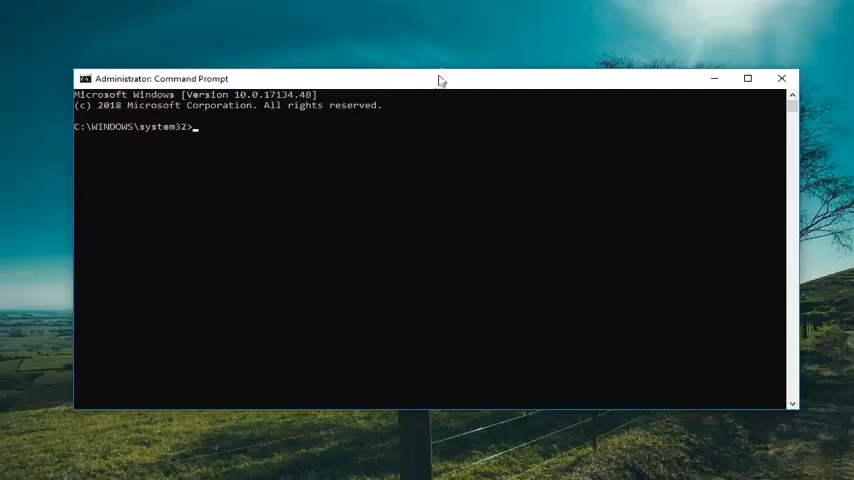 Administrator: Command Prompt
Microsoft Windows [Version 10.0.17134.48]
(c) 2018 Microsoft Corporation. All rights reserved.
C:\WINDOWS\system32>